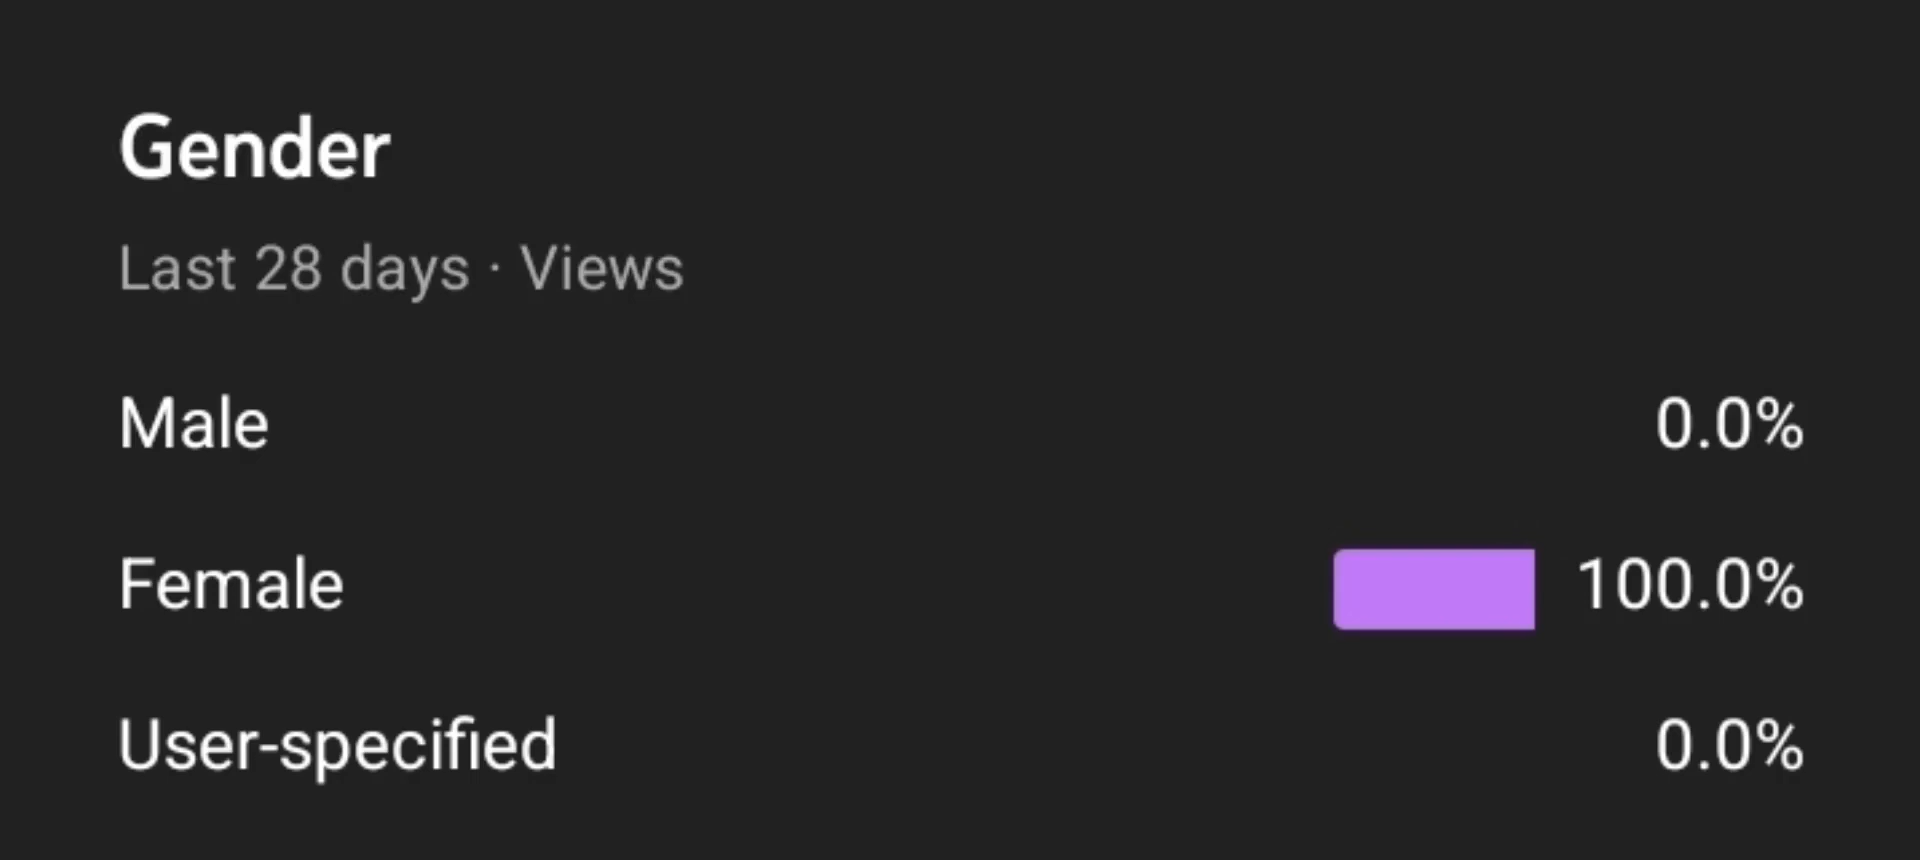 Gender
Last 28 days · Views
Male 0.0%
Female 100.0%
User-specified 0.0%